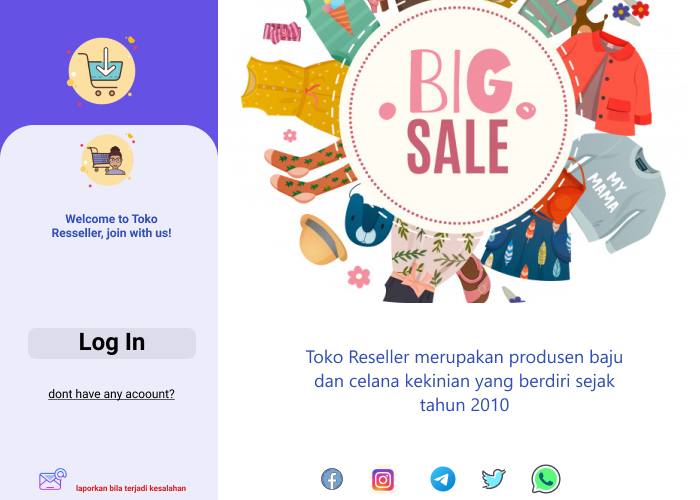 Welcome to Toko
Resseller, join with us!
Log In
dont have any acoount?
laporkan bila terjadi kesalahan
BIG
SALE
MY
MAMA
Toko Reseller merupakan produsen baju
dan celana kekinian yang berdiri sejak
tahun 2010